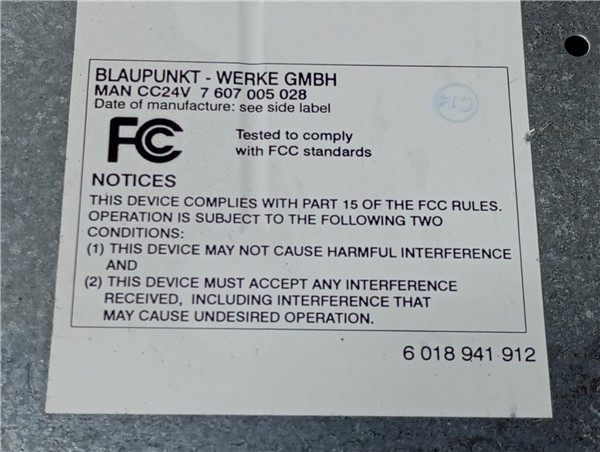 BLAUPUNKT - WERKE GMBH
MAN CC24V 7 607 005 028
Date of manufacture: see side label
FC
Tested to comply
with FCC standards
NOTICES
THIS DEVICE COMPLIES WITH PART 15 OF THE FCC RULES.
OPERATION IS SUBJECT TO THE FOLLOWING TWO
CONDITIONS:
(1) THIS DEVICE MAY NOT CAUSE HARMFUL INTERFERENCE
AND
(2) THIS DEVICE MUST ACCEPT ANY INTERFERENCE
RECEIVED, INCLUDING INTERFERENCE THAT
MAY CAUSE UNDESIRED OPERATION.
6 018 941 912